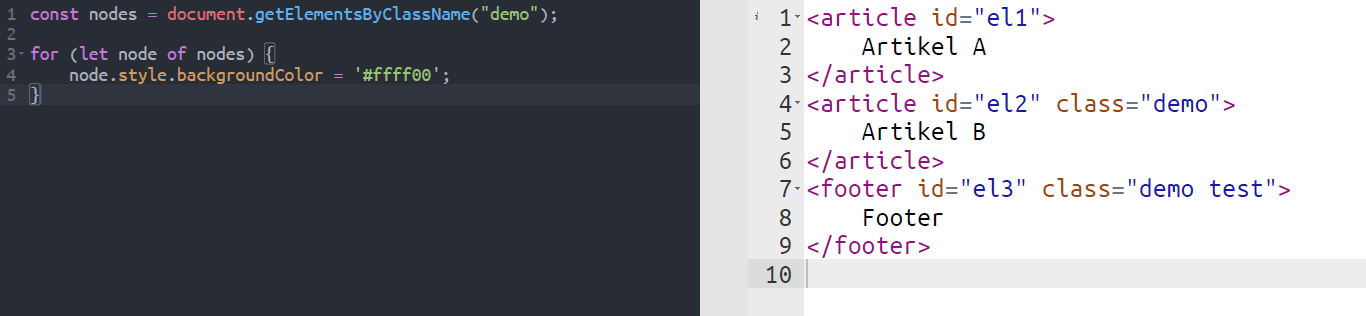 1 const nodes = document.getElementsByClassName("demo");
2
3 for (let node of nodes) {
4     node.style.backgroundColor = '#ffff00';
5 }
i 1 <article id="el1">
2     Artikel A
3 </article>
4 <article id="el2" class="demo">
5     Artikel B
6 </article>
7 <footer id="el3" class="demo test">
8     Footer
9 </footer>
10